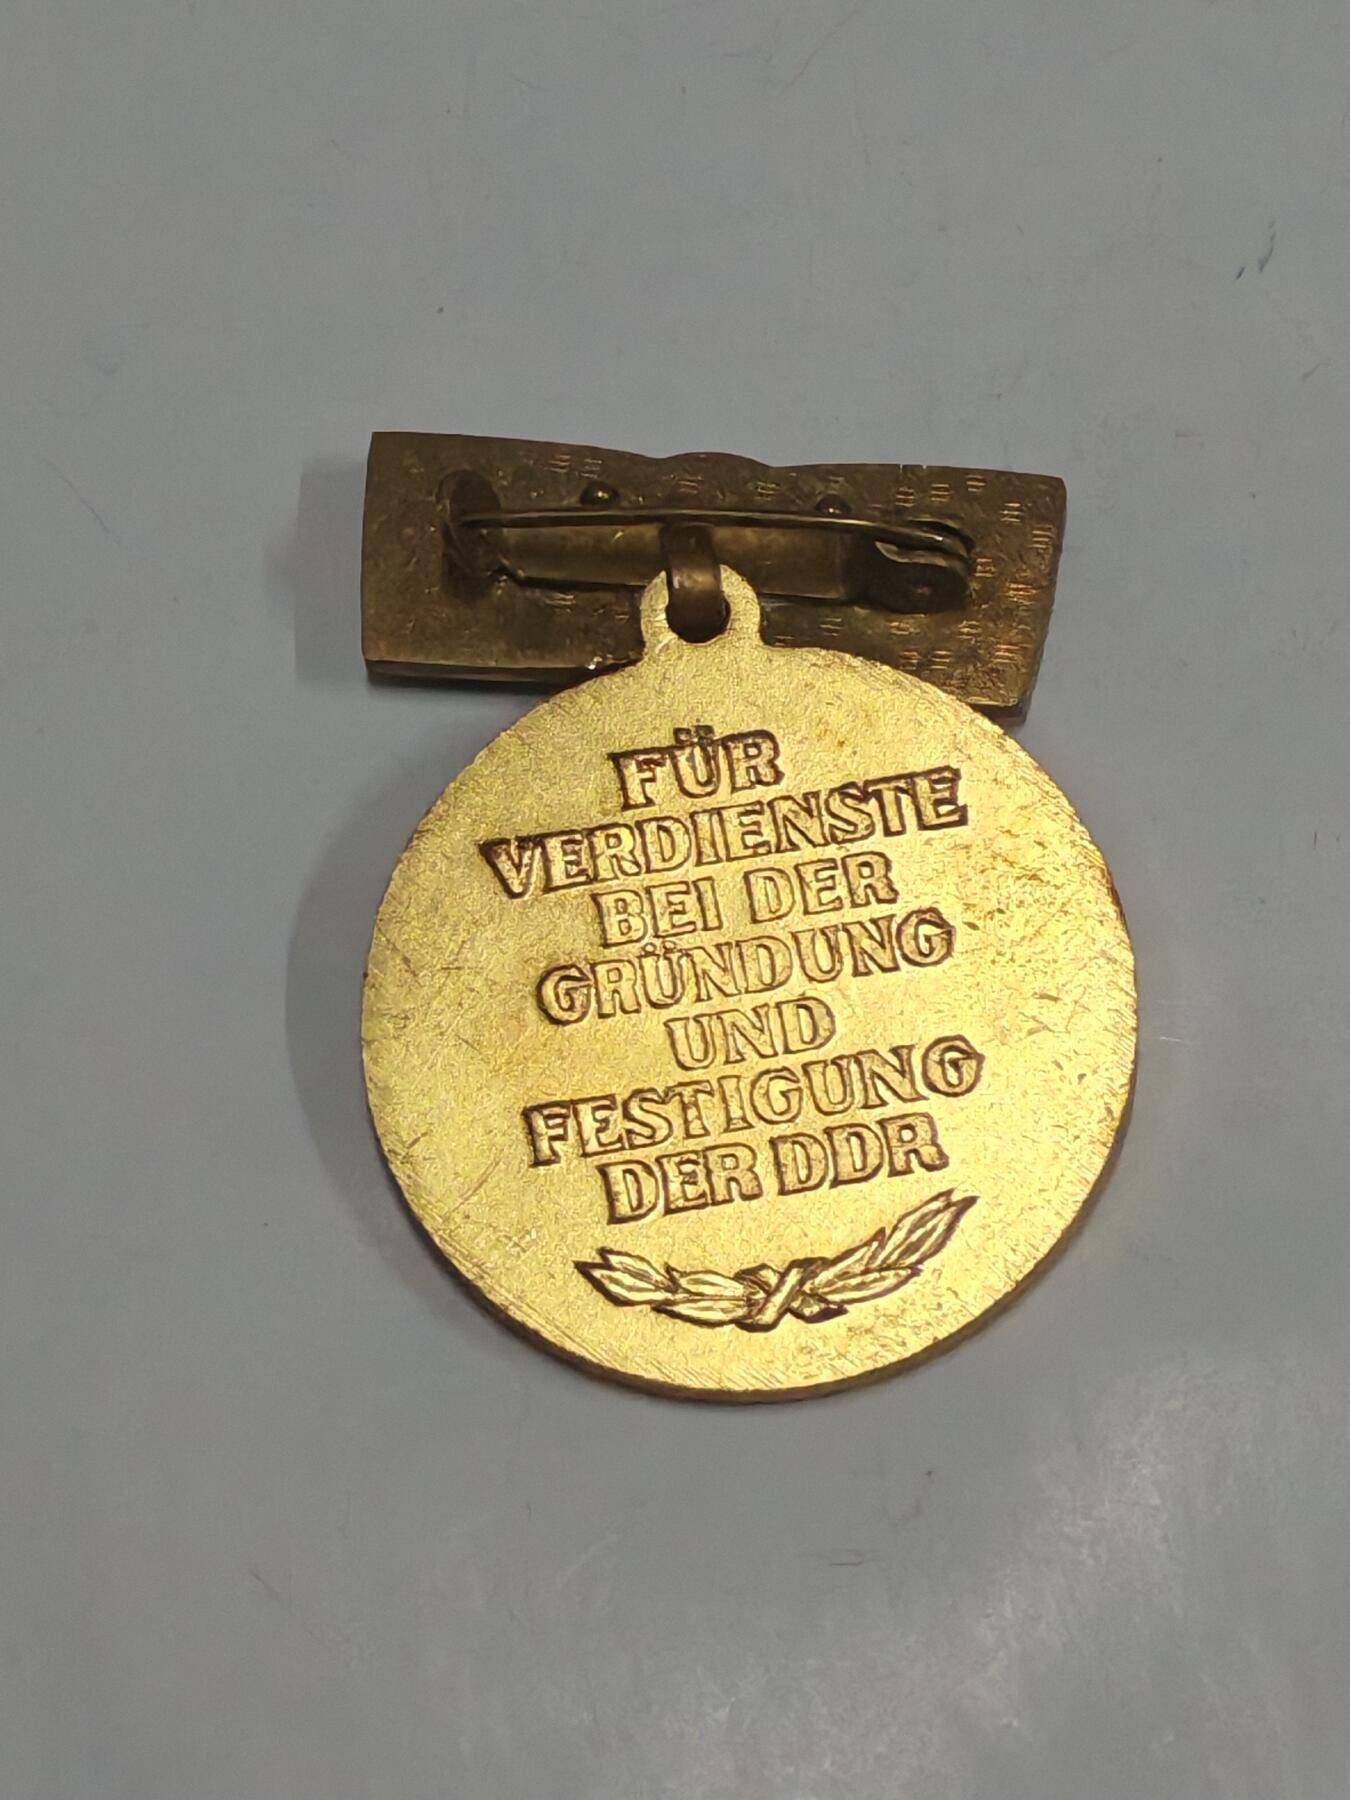 FÜR
VERDIENSTE
BEI DER
GRÜNDUNG
UND
FESTIGUNG
DER DDR